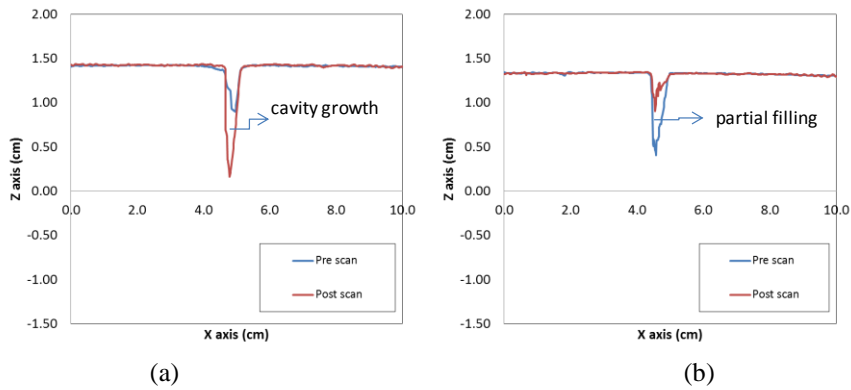 2.00
1.50
1.00
0.50
0.00
-0.50
-1.00
-1.50
Z axis (cm)
0.0 2.0 4.0 6.0 8.0 10.0
cavity growth
Pre scan
Post scan
X axis (cm)
(a)
2.00
1.50
1.00
0.50
0.00
-0.50
-1.00
-1.50
Z axis (cm)
0.0 2.0 4.0 6.0 8.0 10.0
partial filling
Pre scan
Post scan
X axis (cm)
(b)